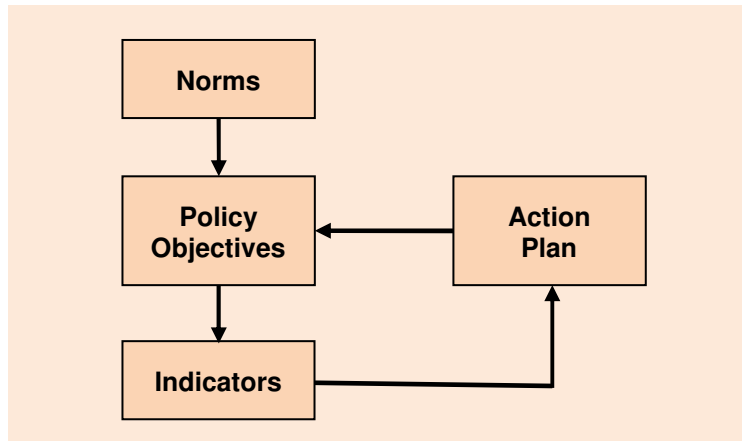 Norms
Policy
Objectives
Action
Plan
Indicators